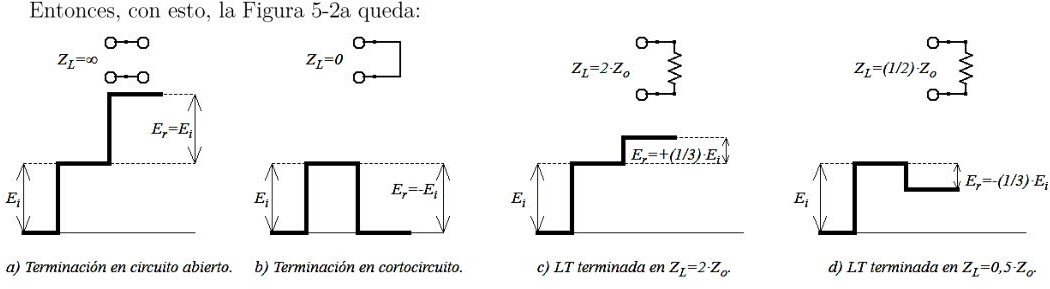 Entonces, con esto, la Figura 5-2a queda:
Z_L=∞
E_r=E_i
E_i
a) Terminación en circuito abierto.
Z_L=0
E_r=-E_i
E_i
b) Terminación en cortocircuito.
Z_L=2·Z_o
E_r=+(1/3)·E_i
E_i
c) LT terminada en Z_L=2·Z_o.
Z_L=(1/2)·Z_o
E_r=-(1/3)·E_i
E_i
d) LT terminada en Z_L=0,5·Z_o.